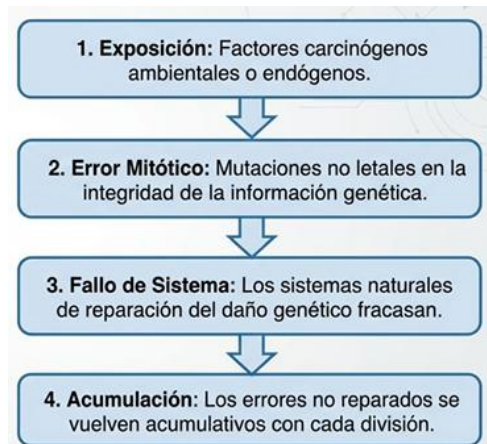 1. Exposición: Factores carcinógenos
ambientales o endógenos.
2. Error Mitótico: Mutaciones no letales en la
integridad de la información genética.
3. Fallo de Sistema: Los sistemas naturales
de reparación del daño genético fracasan.
4. Acumulación: Los errores no reparados se
vuelven acumulativos con cada división.